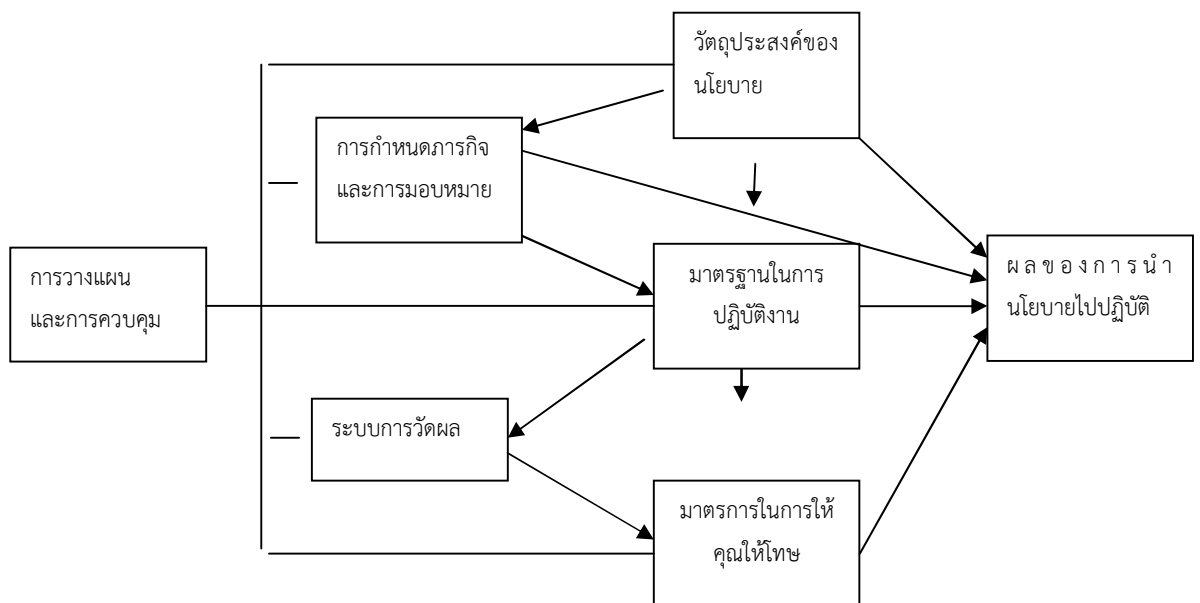 วัตถุประสงค์ของ
นโยบาย
การกำหนดภารกิจ
และการมอบหมาย
การวางแผน
และการควบคุม
มาตรฐานในการ
ปฏิบัติงาน
ผลของการนำ
นโยบายไปปฏิบัติ
ระบบการวัดผล
มาตรการในการให้
คุณให้โทษ